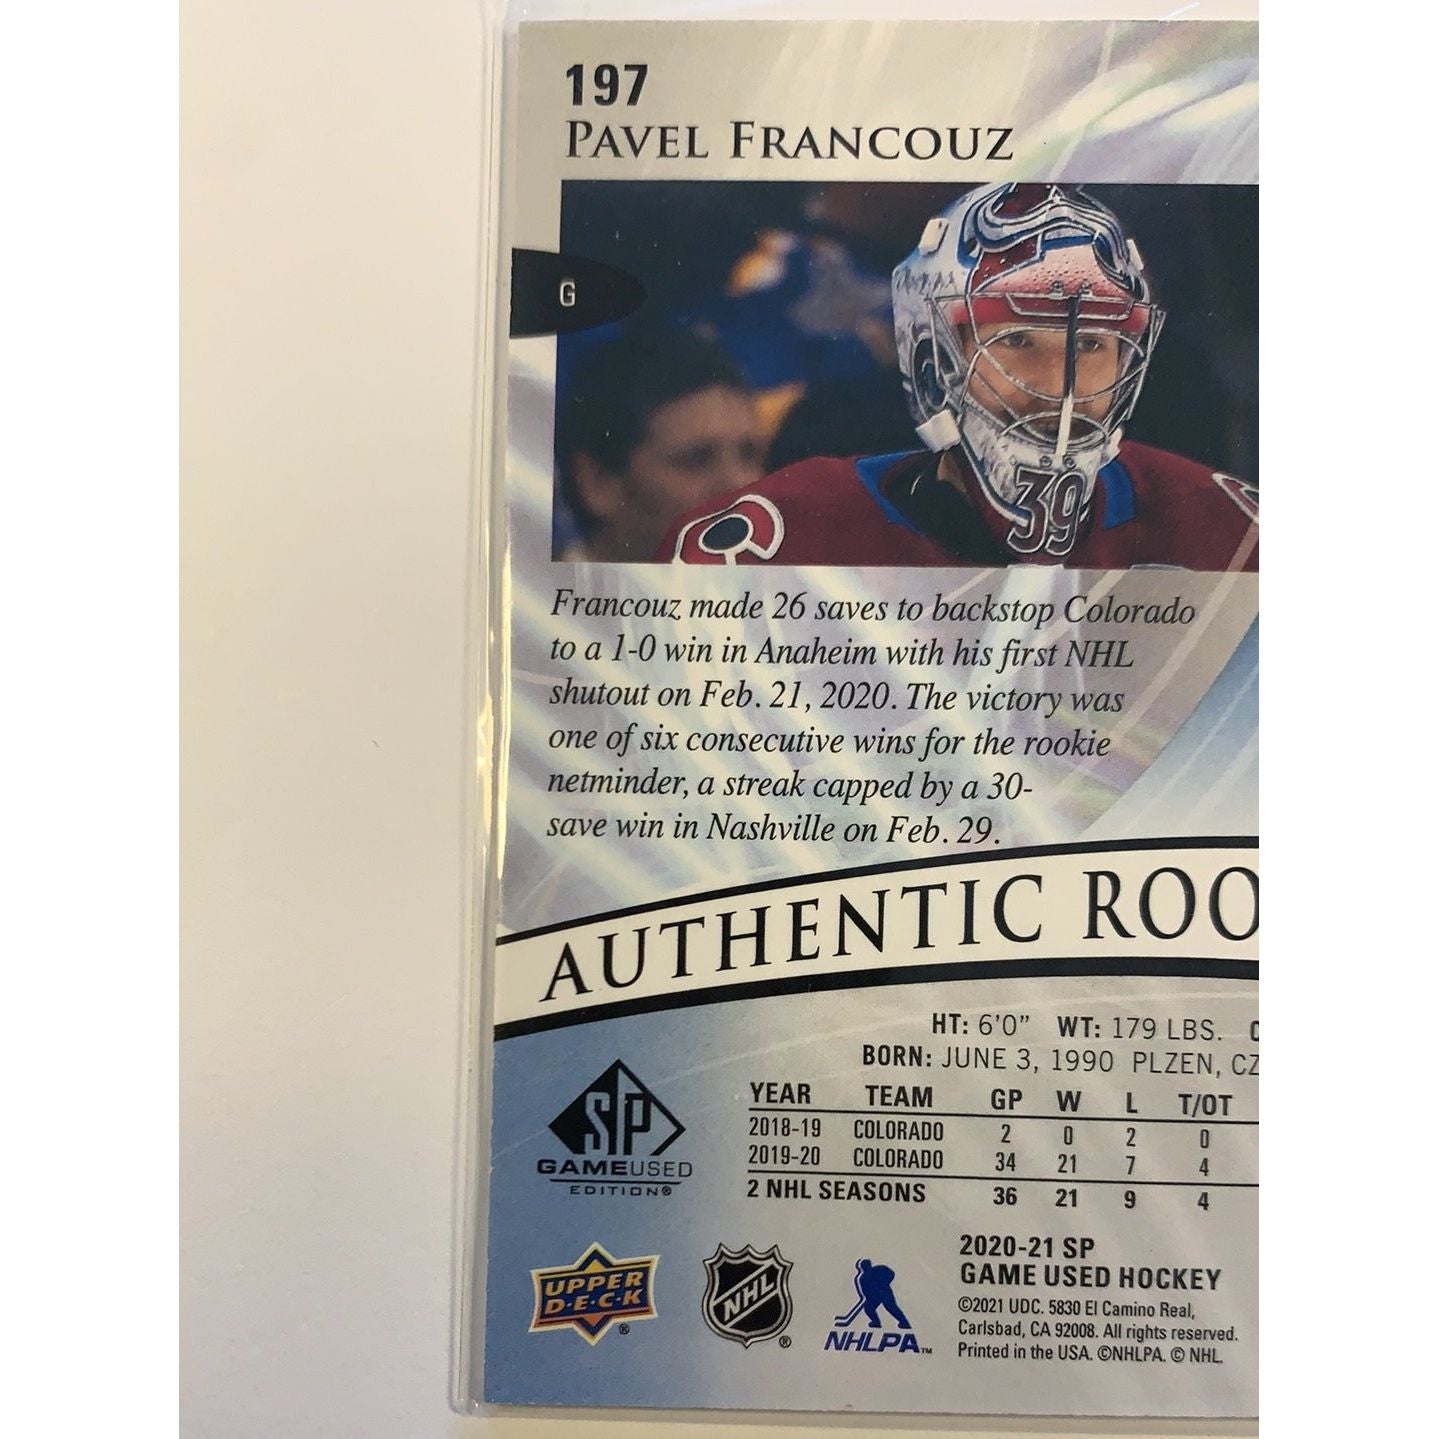 197
PAVEL FRANCOUZ
G
39
Francouz made 26 saves to backstop Colorado
to a 1-0 win in Anaheim with his first NHL
shutout on Feb. 21, 2020. The victory was
one of six consecutive wins for the rookie
netminder, a streak capped by a 30-
save win in Nashville on Feb. 29.
AUTHENTIC ROO
HT: 6'0" WT: 179 LBS.
BORN: JUNE 3, 1990 PLZEN, CZ
YEAR TEAM GP W L T/OT
2018-19 COLORADO 2 0 2 0
2019-20 COLORADO 34 21 7 4
2 NHL SEASONS 36 21 9 4
SP
GAMEUSED
EDITION®
UPPER
D·E·C·K®
NHL®
NHLPA™
2020-21 SP
GAME USED HOCKEY
©2021 UDC. 5830 El Camino Real,
Carlsbad, CA 92008. All rights reserved.
Printed in the USA. ©NHLPA. © NHL.